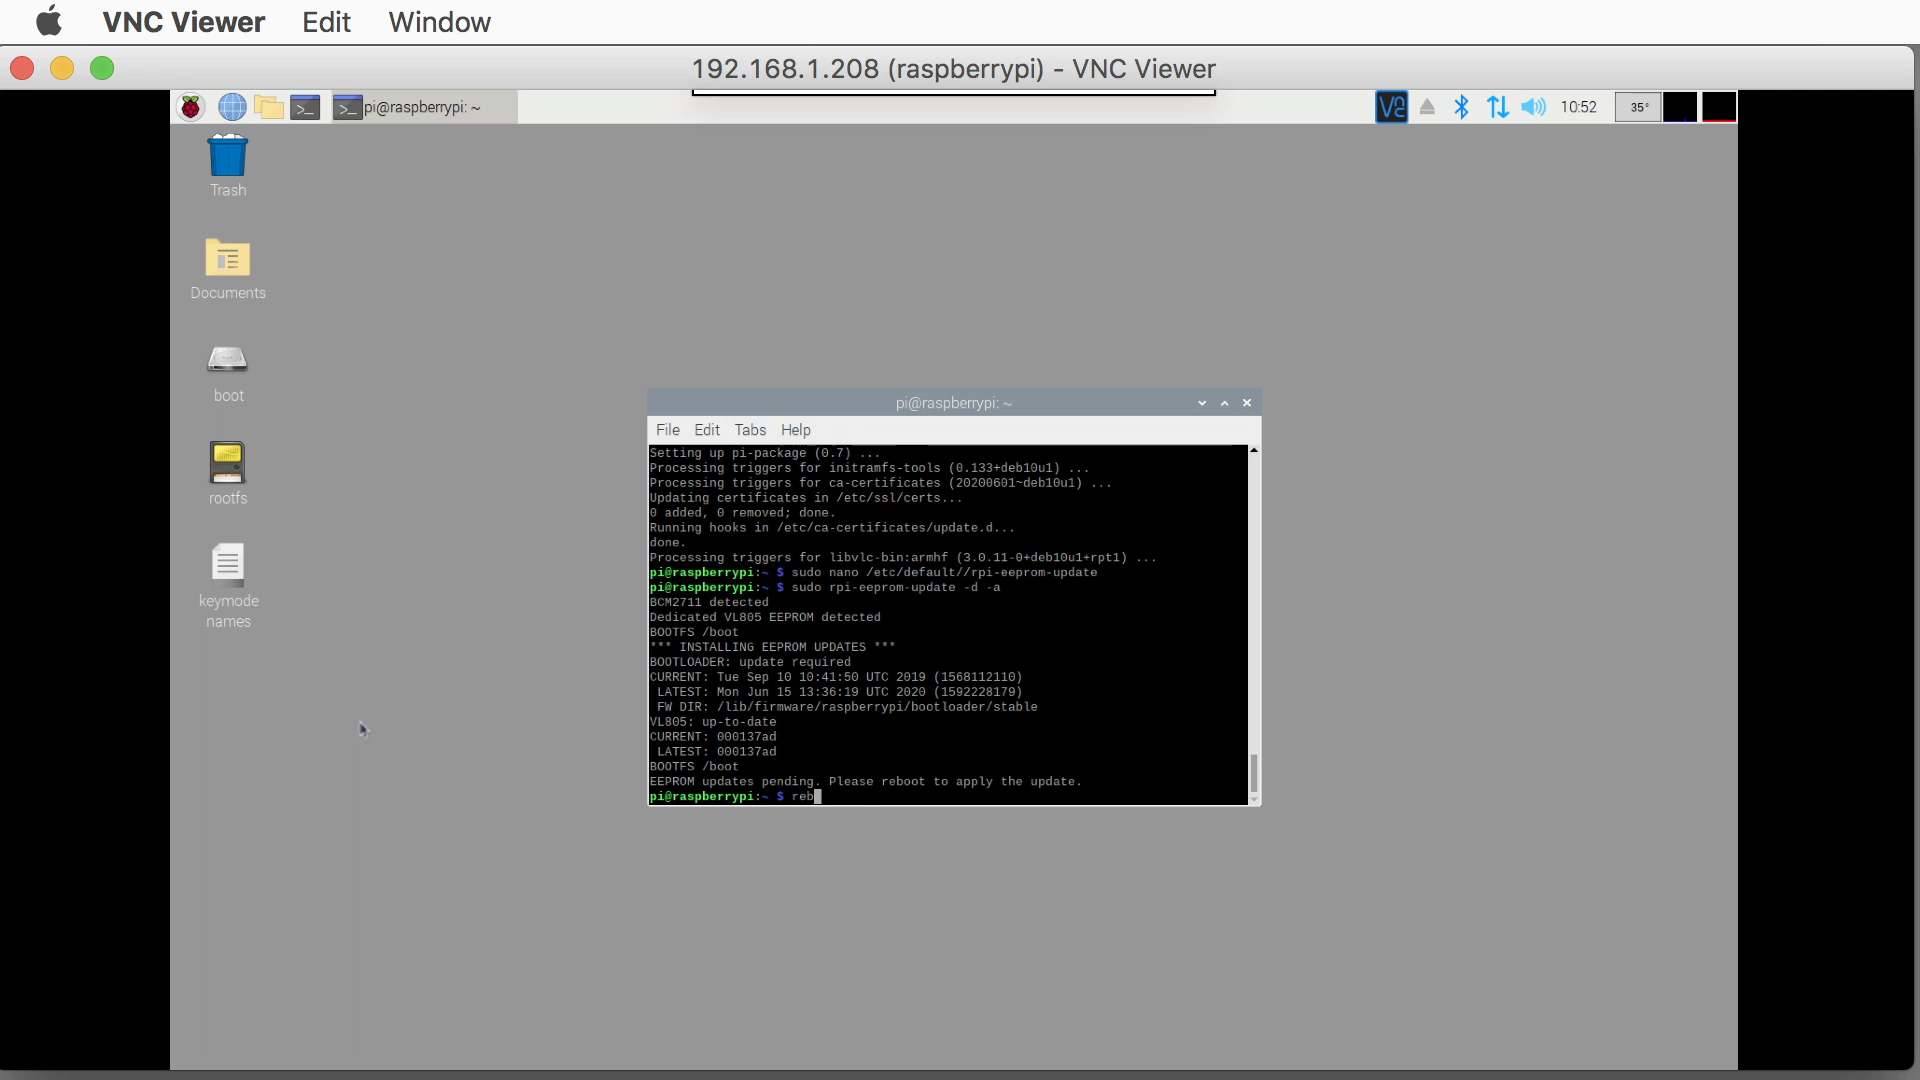 VNC Viewer Edit Window
192.168.1.208 (raspberrypi) - VNC Viewer
pi@raspberrypi: ~
10:52
35°
Trash
Documents
boot
rootfs
keymode
names
pi@raspberrypi: ~
File Edit Tabs Help
Setting up pi-package (0.7) ...
Processing triggers for initramfs-tools (0.133+deb10u1) ...
Processing triggers for ca-certificates (20200601~deb10u1) ...
Updating certificates in /etc/ssl/certs...
0 added, 0 removed; done.
Running hooks in /etc/ca-certificates/update.d...
done.
Processing triggers for libvlc-bin:armhf (3.0.11-0+deb10u1+rpt1) ...
pi@raspberrypi:~ $ sudo nano /etc/default//rpi-eeprom-update
pi@raspberrypi:~ $ sudo rpi-eeprom-update -d -a
BCM2711 detected
Dedicated VL805 EEPROM detected
BOOTFS /boot
*** INSTALLING EEPROM UPDATES ***
BOOTLOADER: update required
CURRENT: Tue Sep 10 10:41:50 UTC 2019 (1568112110)
LATEST: Mon Jun 15 13:36:19 UTC 2020 (1592228179)
FW DIR: /lib/firmware/raspberrypi/bootloader/stable
VL805: up-to-date
CURRENT: 000137ad
LATEST: 000137ad
BOOTFS /boot
EEPROM updates pending. Please reboot to apply the update.
pi@raspberrypi:~ $ reb